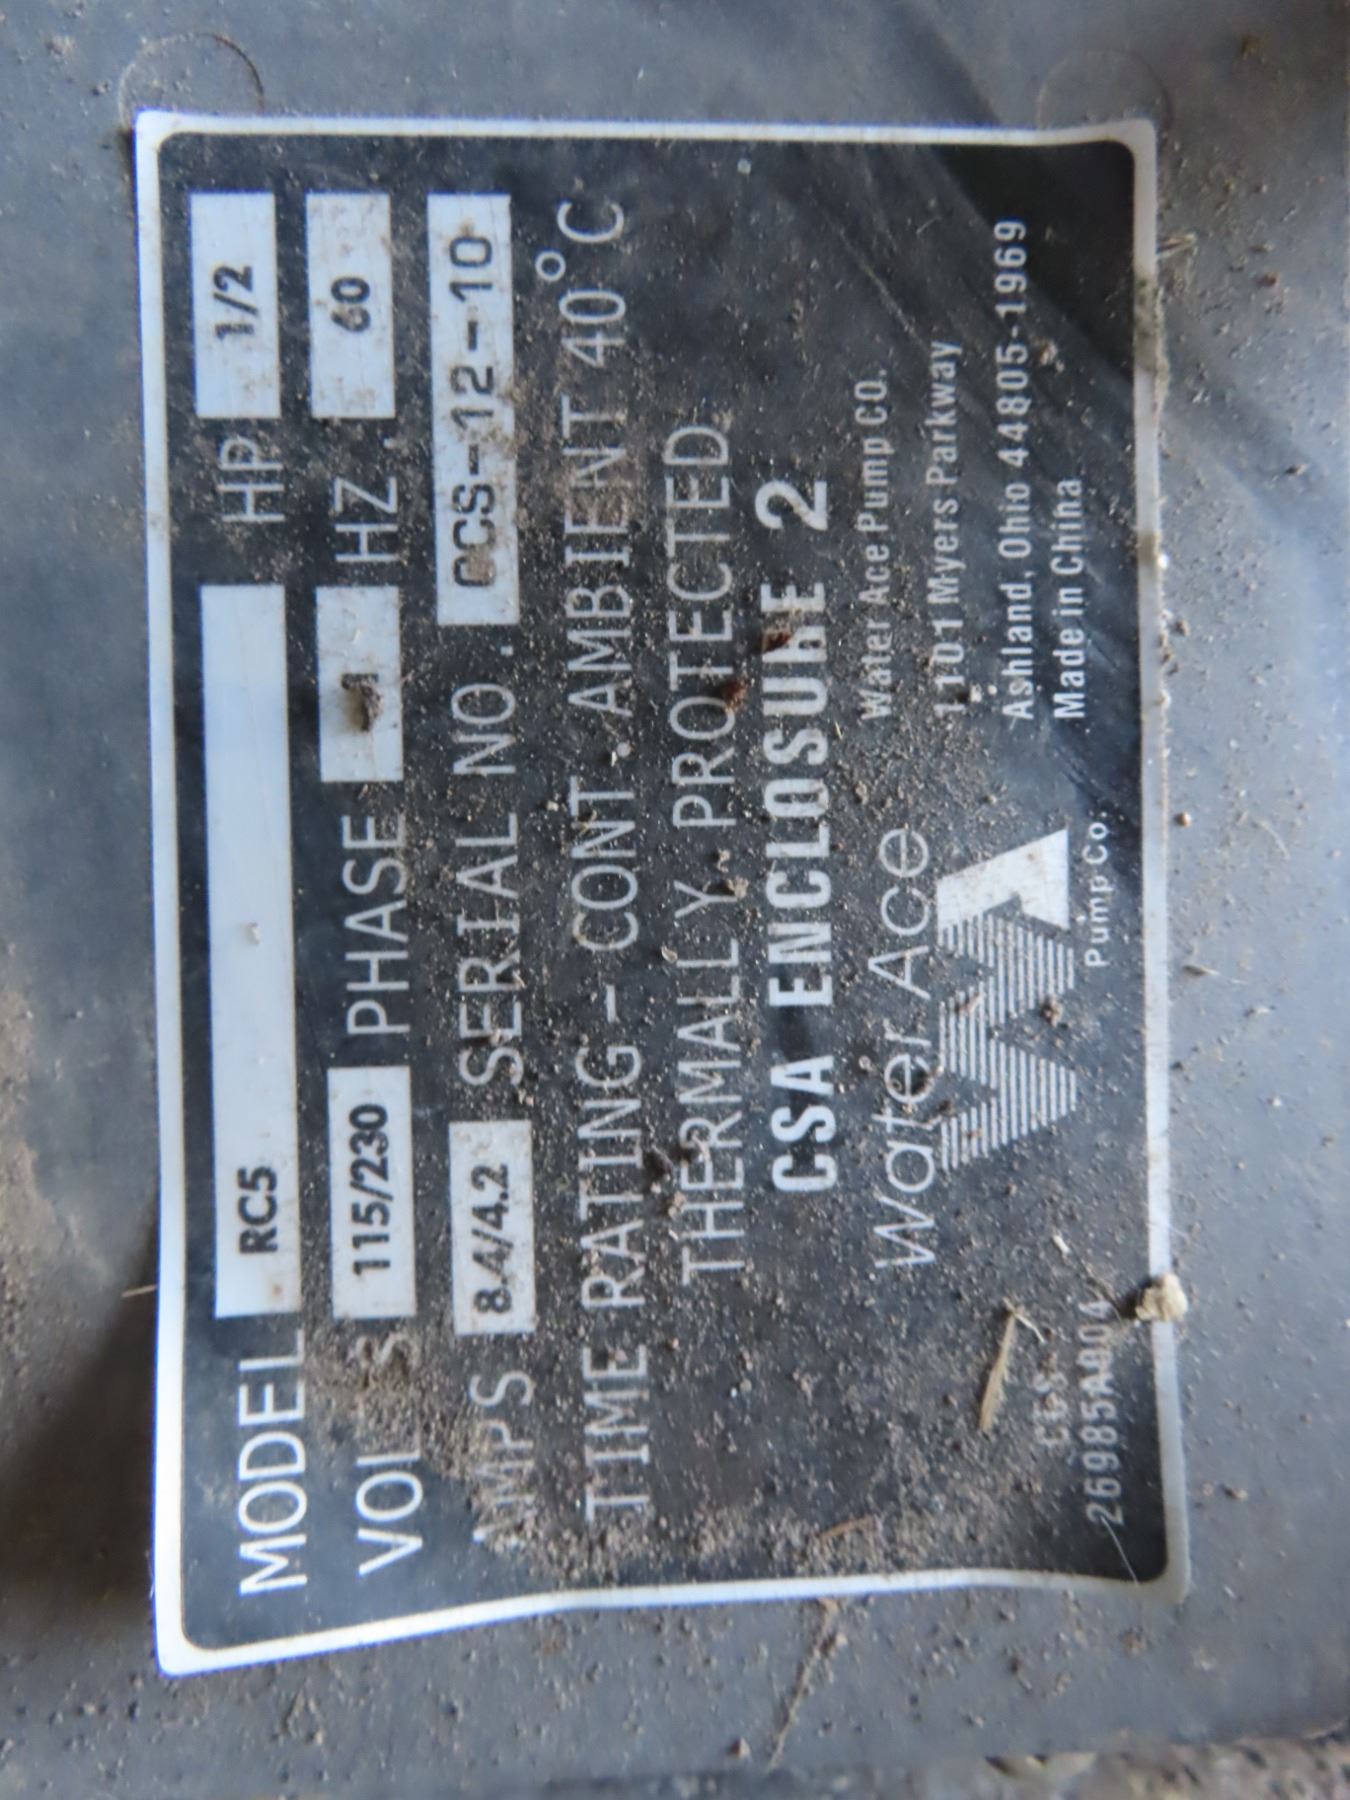 MODEL RC5 HP 1/2
VOLTS 115/230 PHASE 1 HZ. 60
AMPS 8.4/4.2 SERIAL NO. CCS-12-10
TIME RATING - CONT. AMBIENT 40°C
THERMALLY PROTECTED
CSA ENCLOSURE 2
Water Ace
Pump Co.
Water Ace Pump CO.
1101 Myers Parkway
Ashland, Ohio 44805-1969
Made in China
CCS
26985A004